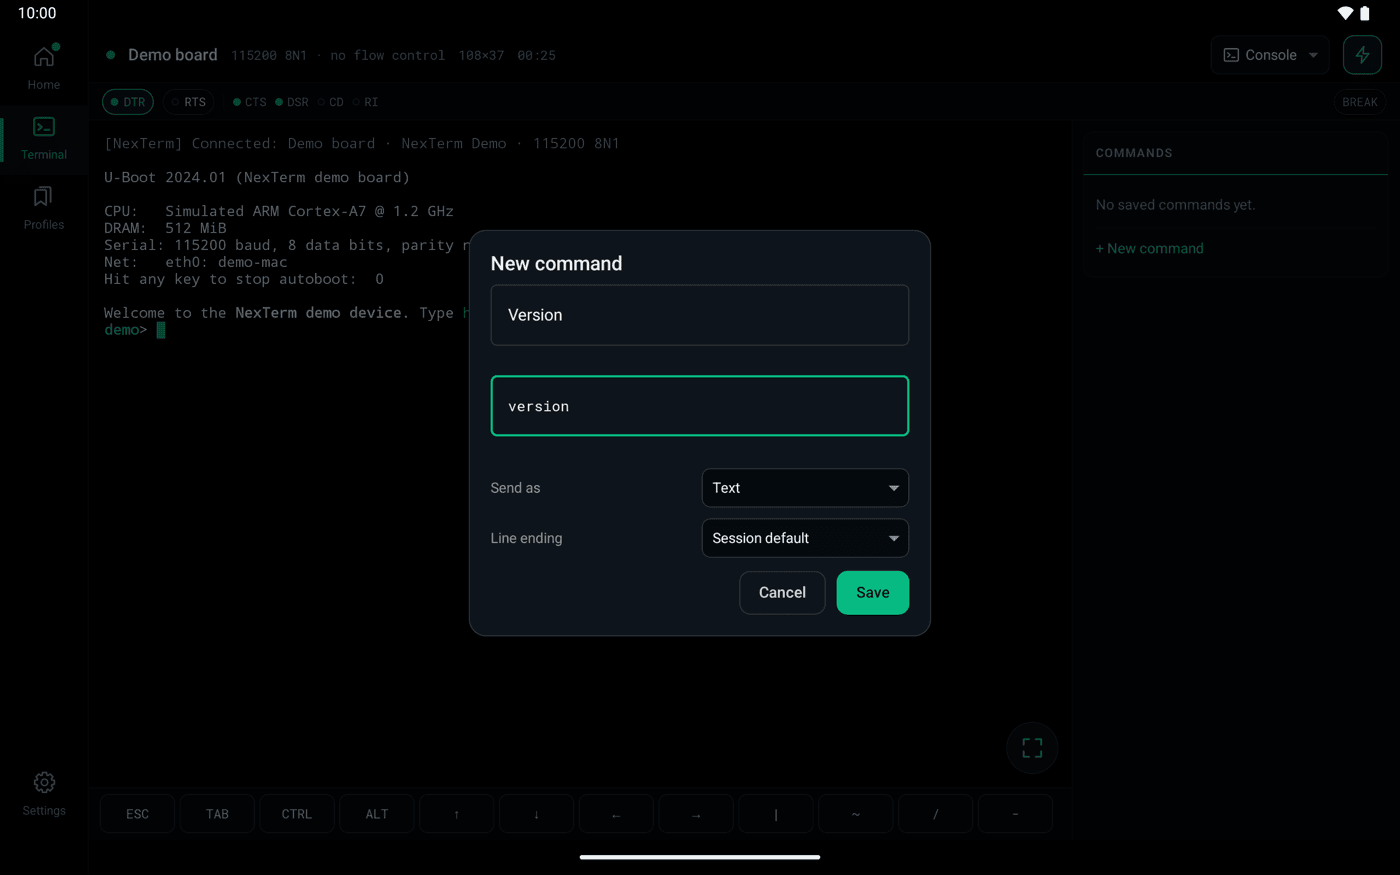 10:00
Home
Terminal
Profiles
Settings
Demo board 115200 8N1 · no flow control 108×37 00:25
Console
DTR RTS CTS DSR CD RI
BREAK
[NexTerm] Connected: Demo board · NexTerm Demo · 115200 8N1
U-Boot 2024.01 (NexTerm demo board)
CPU: Simulated ARM Cortex-A7 @ 1.2 GHz
DRAM: 512 MiB
Serial: 115200 baud, 8 data bits, parity
Net: eth0: demo-mac
Hit any key to stop autoboot: 0
Welcome to the NexTerm demo device. Type
demo>
COMMANDS
No saved commands yet.
+ New command
New command
Version
version
Send as Text
Line ending Session default
Cancel Save
ESC TAB CTRL ALT ↑ ↓ ← → | ~ / -